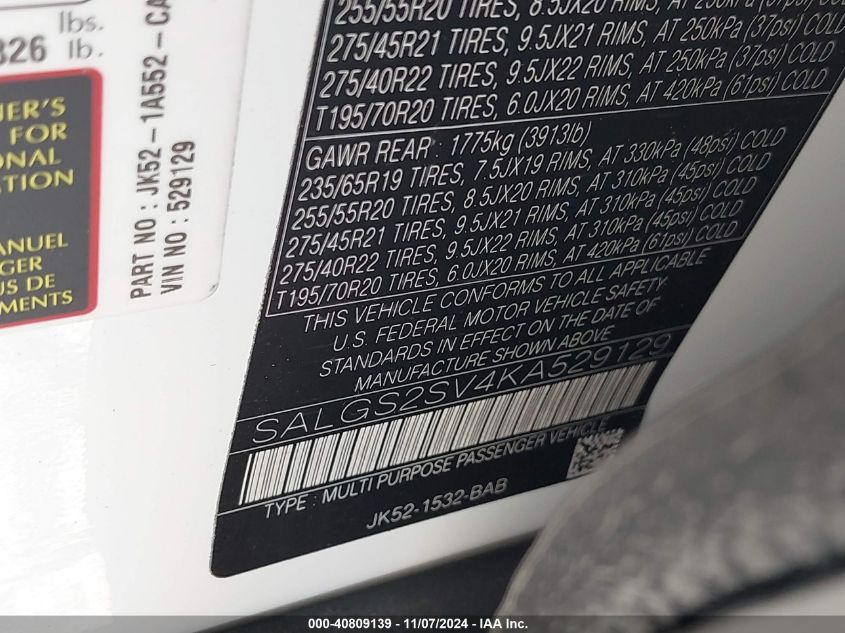 lbs.
326 lb.
NER'S
FOR
ONAL
STION
MANUEL
GER
US DE
EMENTS
PART NO : JK52 - 1A552 - CA
VIN NO : 529129
255/55R20 TIRES, 8.5JX20 RIMS, AT 250kPa (37psi)
275/45R21 TIRES, 9.5JX21 RIMS, AT 250kPa (37psi) COLD
275/40R22 TIRES, 9.5JX22 RIMS, AT 250kPa (37psi) COLD
T195/70R20 TIRES, 6.0JX20 RIMS, AT 420kPa (61psi) COLD
GAWR REAR : 1775kg (3913lb)
235/65R19 TIRES, 7.5JX19 RIMS, AT 330kPa (48psi) COLD
255/55R20 TIRES, 8.5JX20 RIMS, AT 310kPa (45psi) COLD
275/45R21 TIRES, 9.5JX21 RIMS, AT 310kPa (45psi) COLD
275/40R22 TIRES, 9.5JX22 RIMS, AT 310kPa (45psi) COLD
T195/70R20 TIRES, 6.0JX20 RIMS, AT 420kPa (61psi) COLD
THIS VEHICLE CONFORMS TO ALL APPLICABLE
U.S. FEDERAL MOTOR VEHICLE SAFETY
STANDARDS IN EFFECT ON THE DATE OF
MANUFACTURE SHOWN ABOVE.
SALGS2SV4KA529129
TYPE : MULTI PURPOSE PASSENGER VEHICLE
JK52-1532-BAB
000-40809139 - 11/07/2024 - IAA Inc.